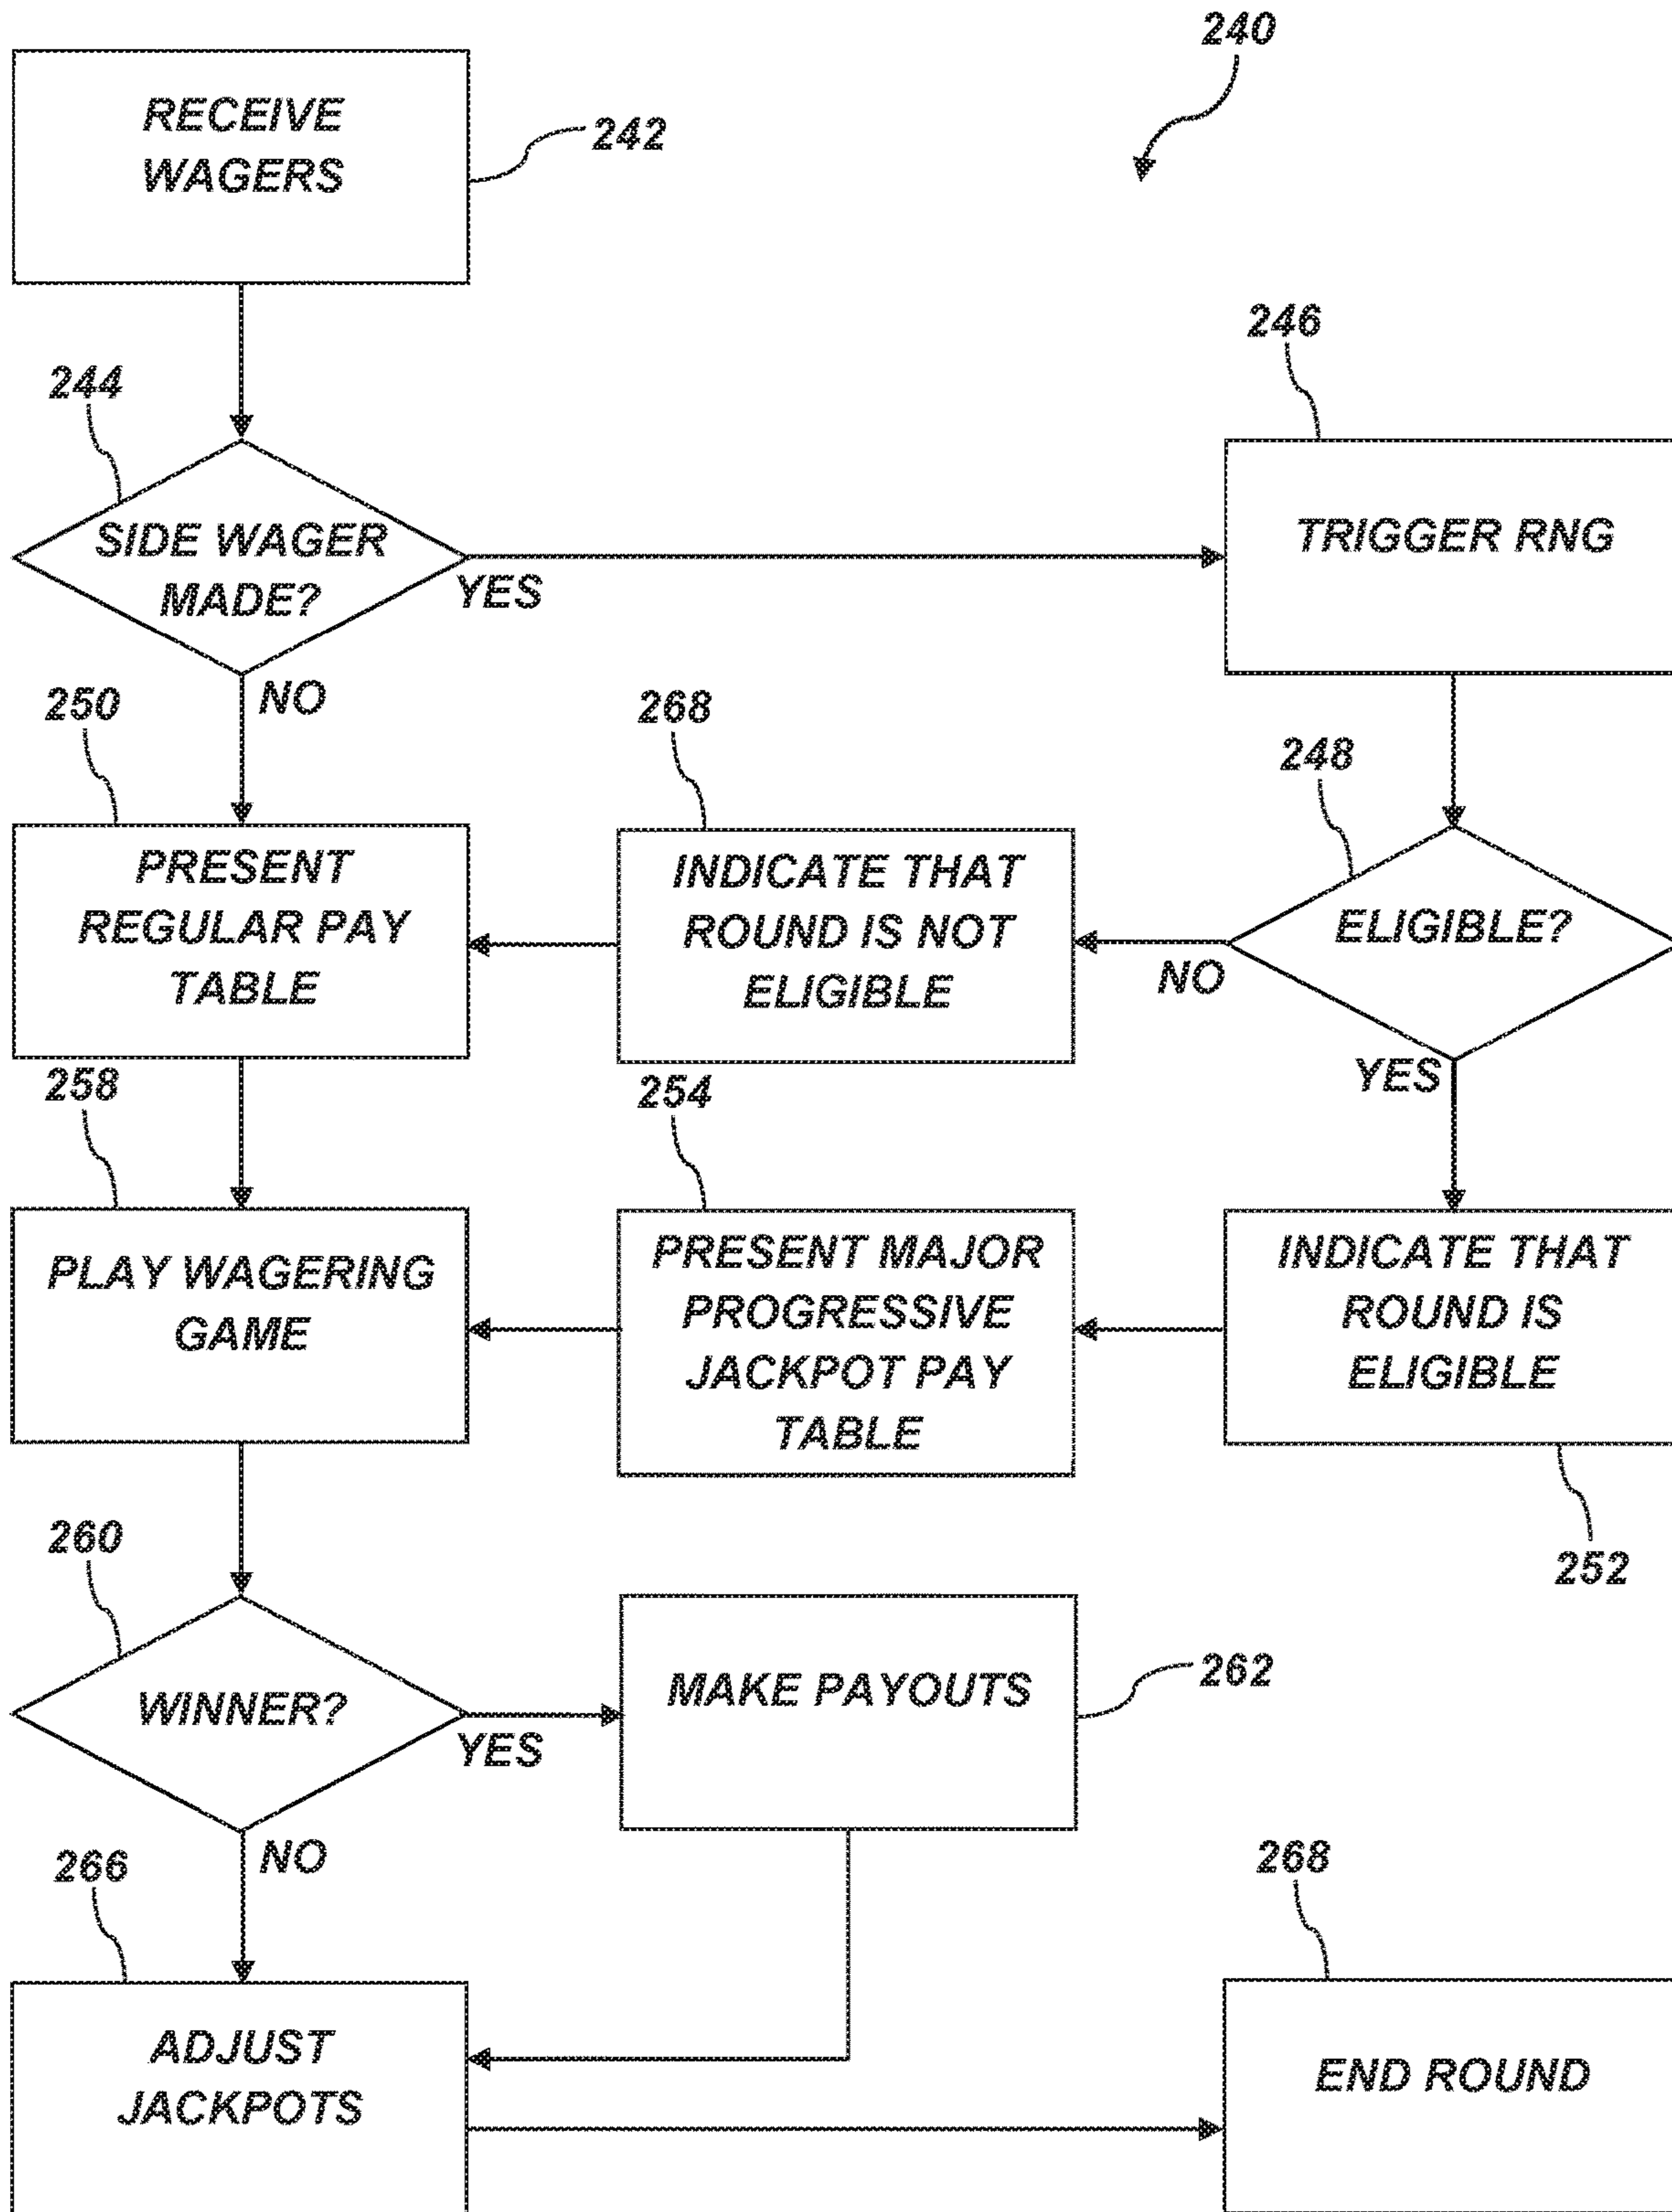 240
RECEIVE
WAGERS
242
244
SIDE WAGER
MADE?
YES
NO
246
TRIGGER RNG
250
PRESENT
REGULAR PAY
TABLE
268
INDICATE THAT
ROUND IS NOT
ELIGIBLE
248
ELIGIBLE?
NO
YES
258
PLAY WAGERING
GAME
254
PRESENT MAJOR
PROGRESSIVE
JACKPOT PAY
TABLE
INDICATE THAT
ROUND IS
ELIGIBLE
252
260
WINNER?
YES
NO
MAKE PAYOUTS
262
266
ADJUST
JACKPOTS
268
END ROUND